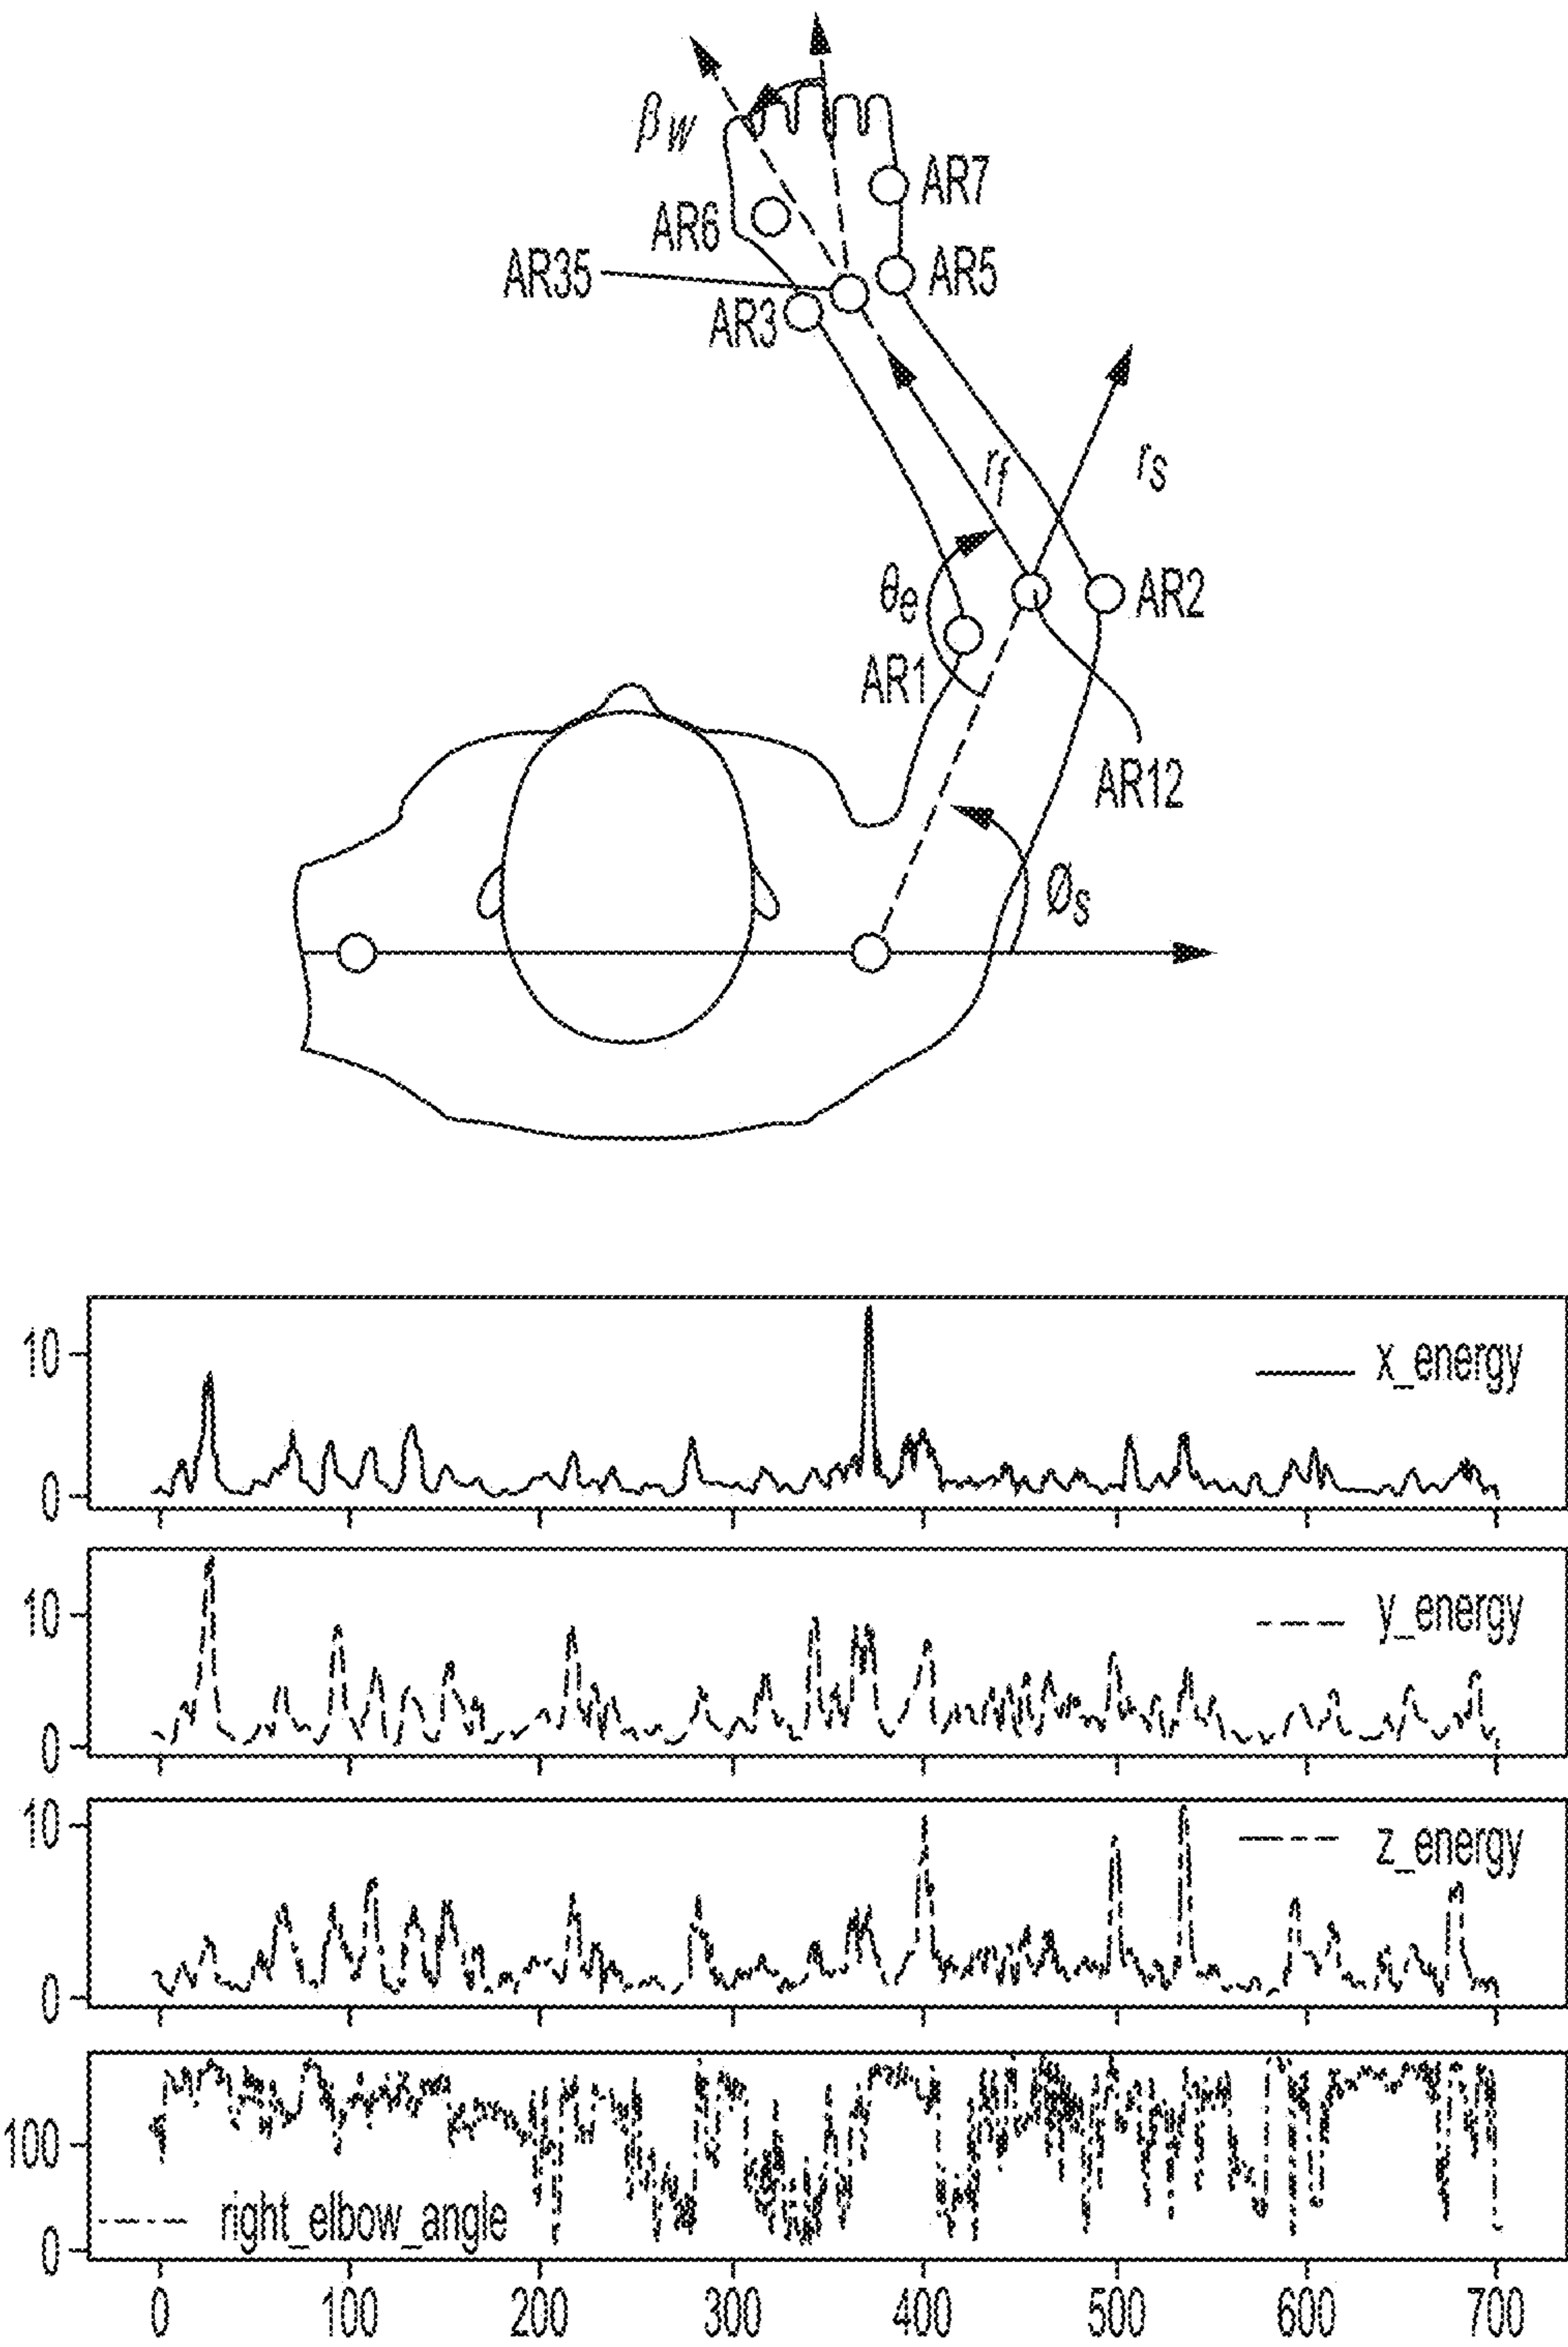 βw
AR7
AR6
AR35
AR5
AR3
rf
rs
θe
AR2
AR1
AR12
Øs
10
x_energy
0
10
y_energy
0
10
z_energy
0
100
right_elbow_angle
0
0 100 200 300 400 500 600 700